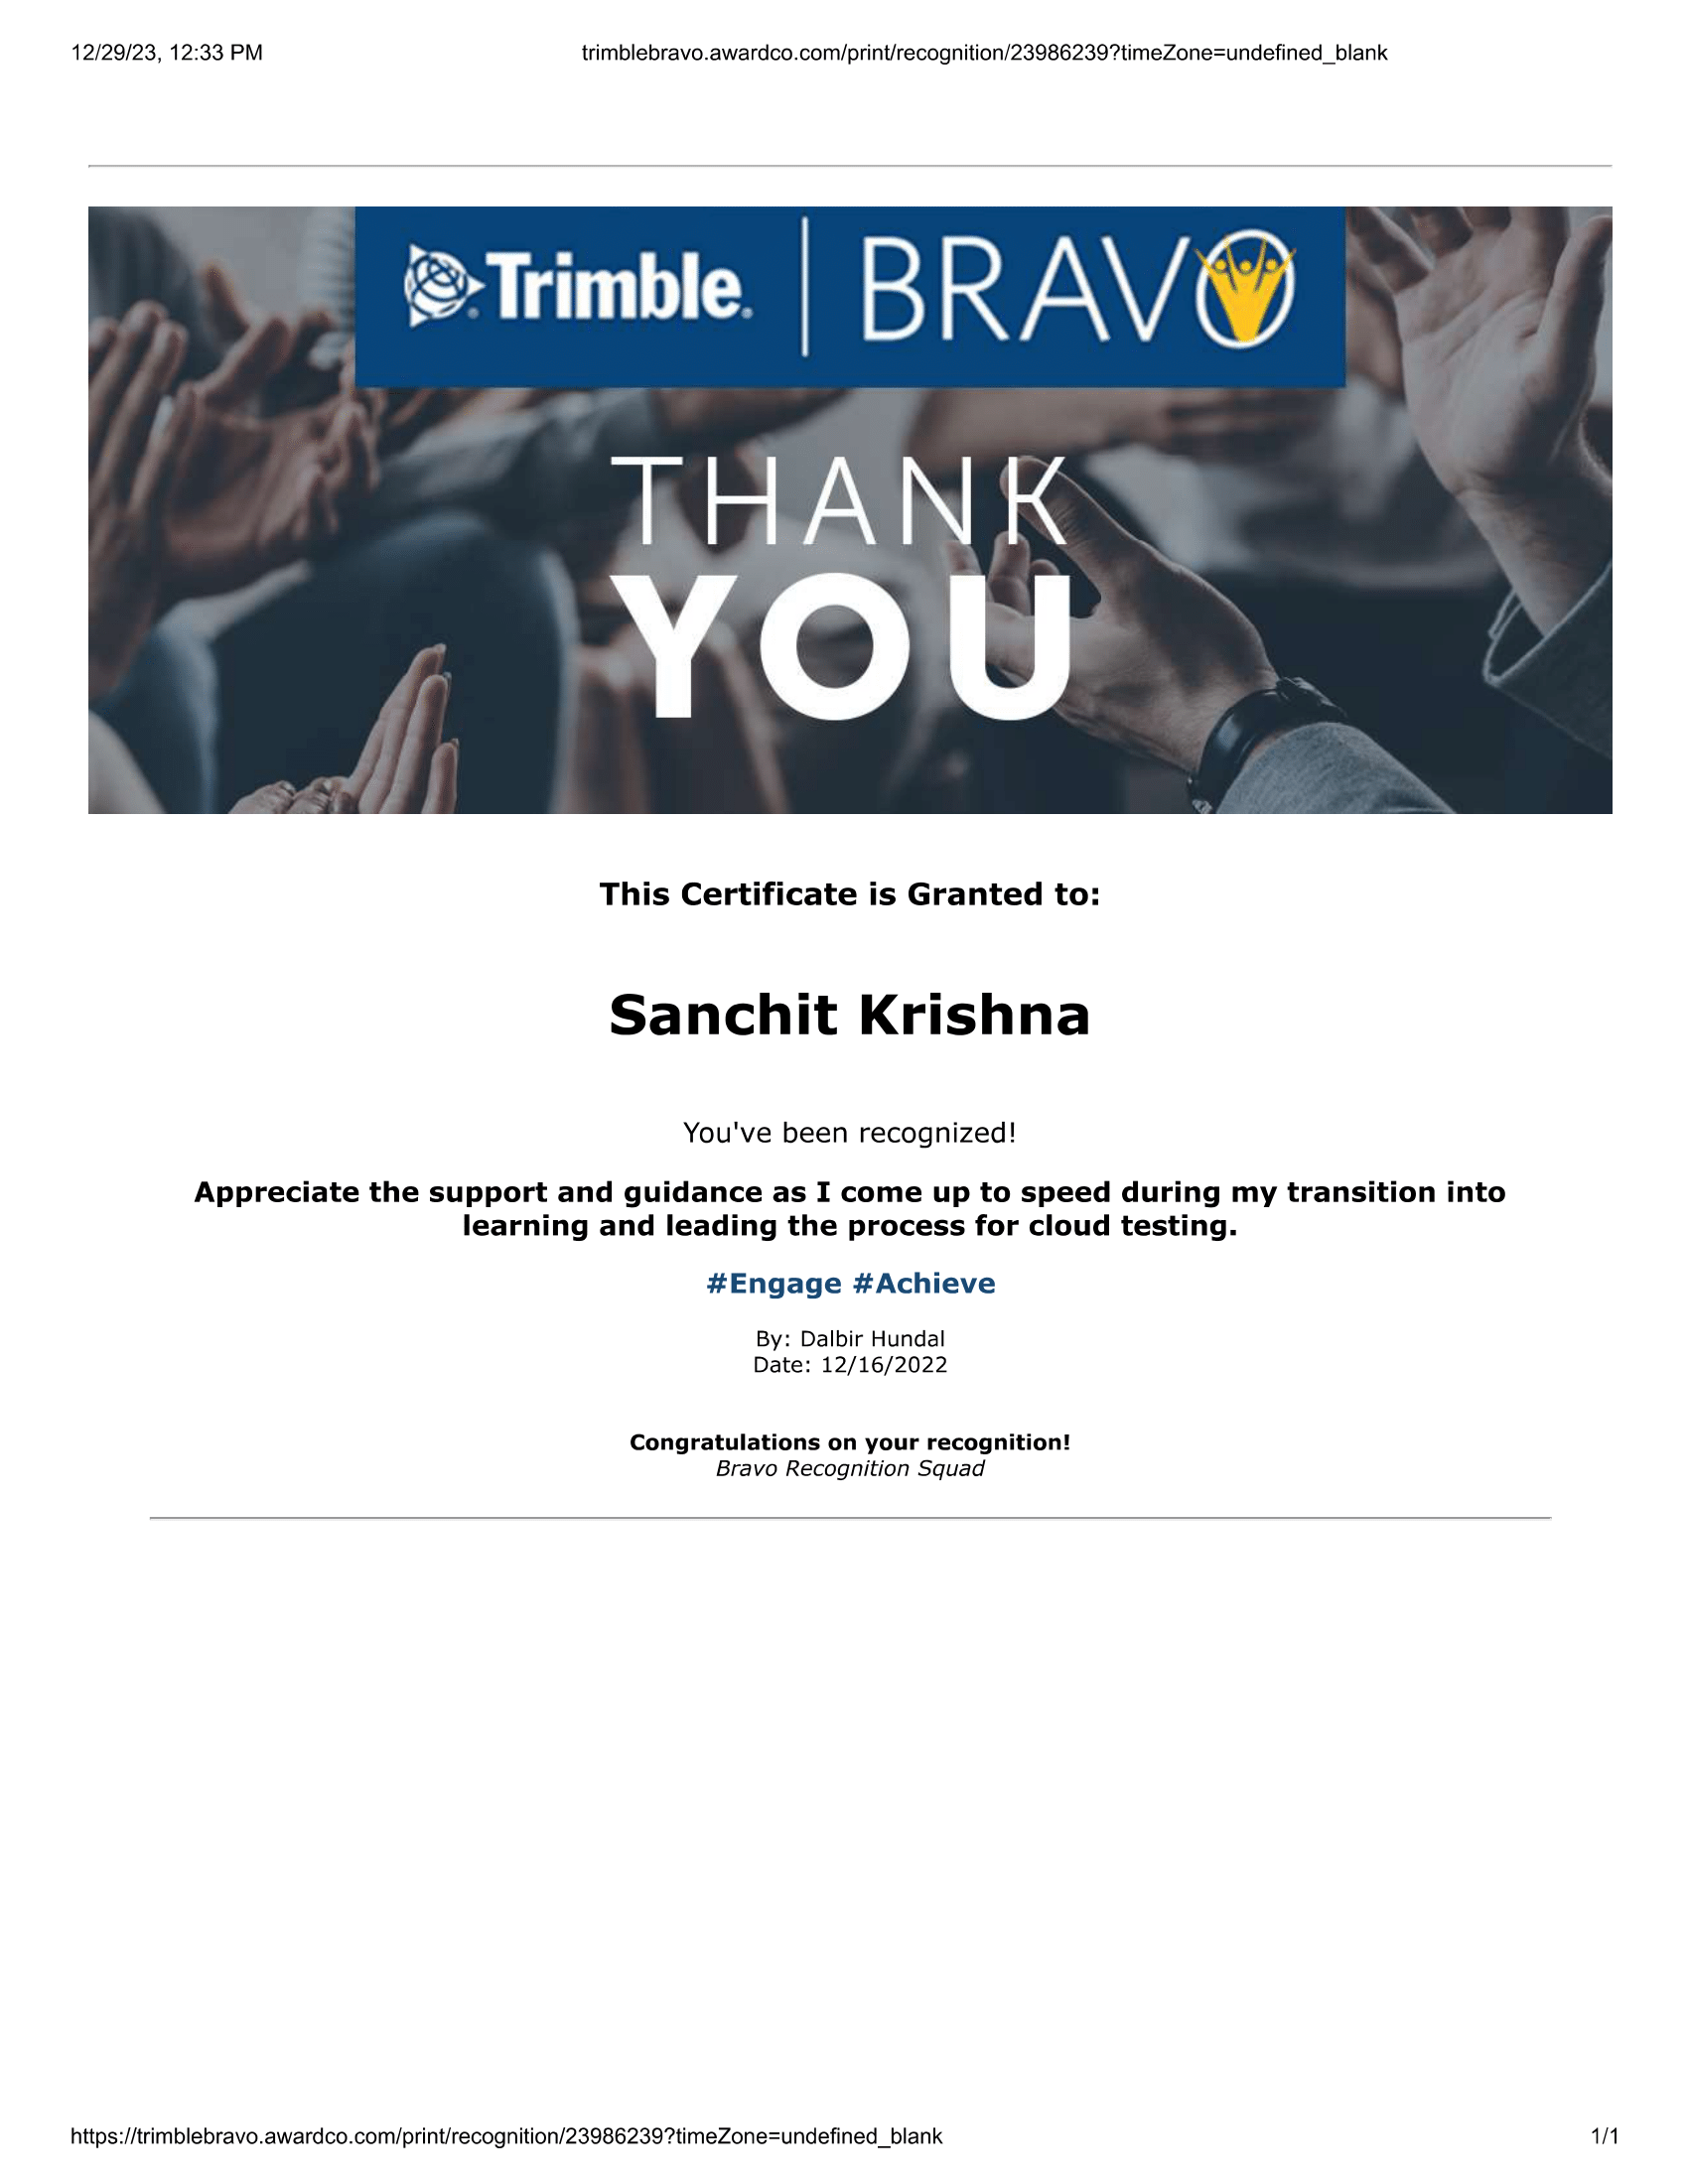 12/29/23, 12:33 PM
trimblebravo.awardco.com/print/recognition/23986239?timeZone=undefined_blank
Trimble® | BRAVO
THANK
YOU
This Certificate is Granted to:
Sanchit Krishna
You've been recognized!
Appreciate the support and guidance as I come up to speed during my transition into
learning and leading the process for cloud testing.
#Engage #Achieve
By: Dalbir Hundal
Date: 12/16/2022
Congratulations on your recognition!
Bravo Recognition Squad
https://trimblebravo.awardco.com/print/recognition/23986239?timeZone=undefined_blank
1/1